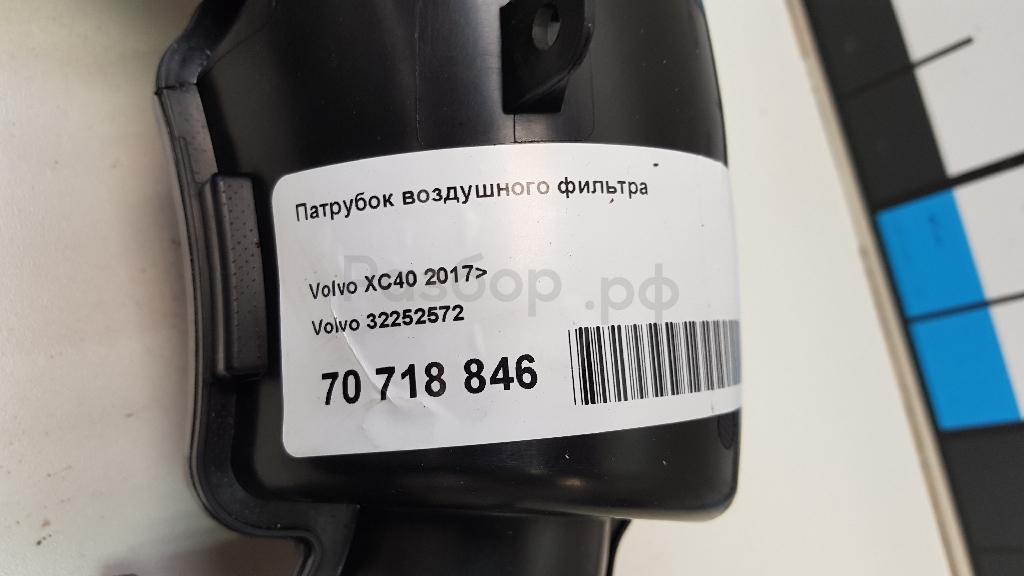 Патрубок воздушного фильтра
Volvo XC40 2017>
Разбор.рф
Volvo 32252572
70 718 846